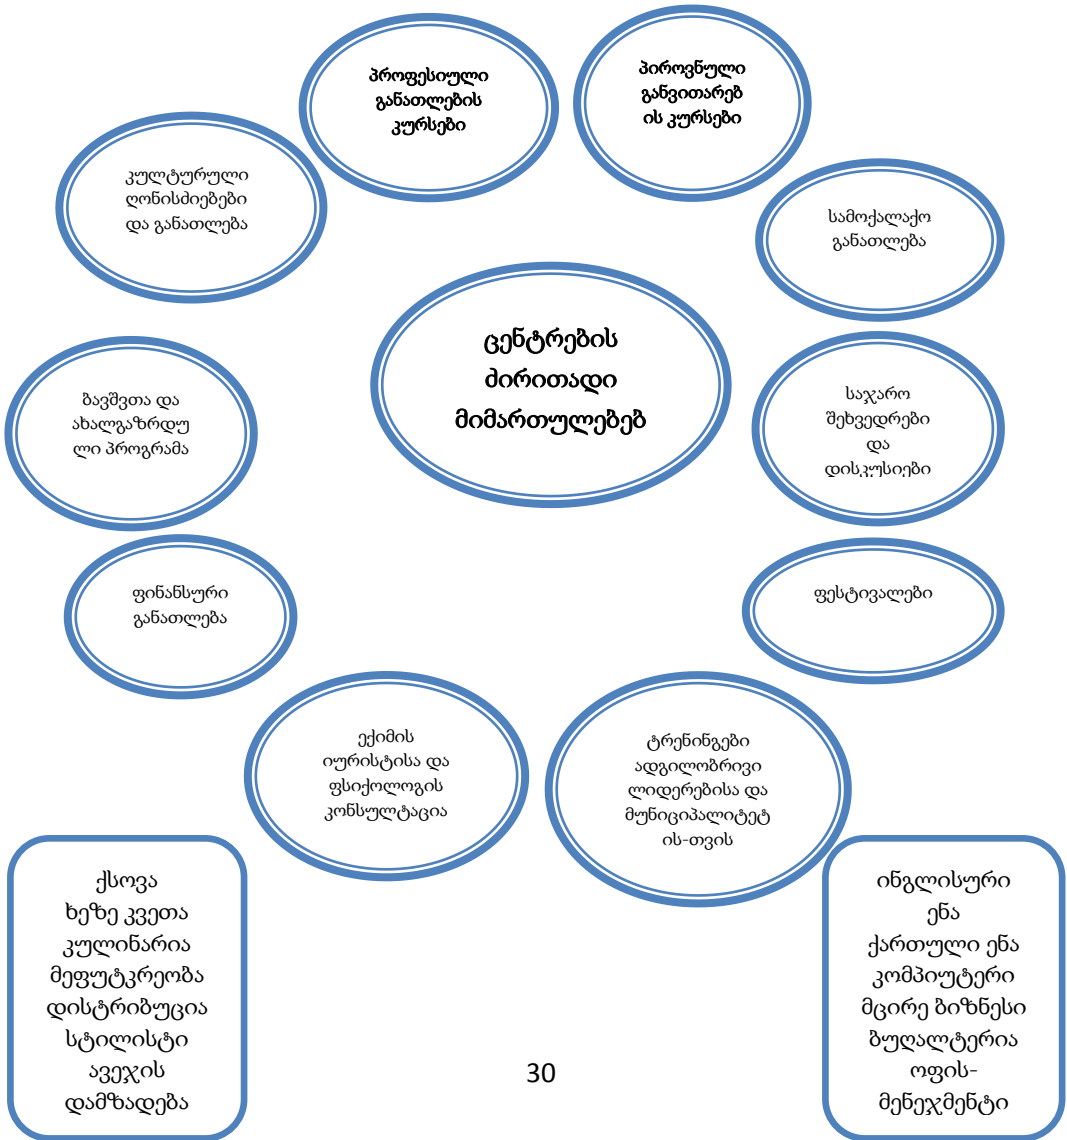 პროფესიული
განათლების
კურსები
პიროვნული
განვითარებ
ის კურსები
კულტურული
ღონისძიებები
და განათლება
სამოქალაქო
განათლება
ცენტრების
ძირითადი
მიმართულებებ
ბავშვთა და
ახალგაზრდუ
ლი პროგრამა
საჯარო
შეხვედრები
და
დისკუსიები
ფინანსური
განათლება
ფესტივალები
ექიმის
იურისტისა და
ფსიქოლოგის
კონსულტაცია
ტრენინგები
ადგილობრივი
ლიდერებისა და
მუნიციპალიტეტ
ის-თვის
ქსოვა
ხეზე კვეთა
კულინარია
მეფუტკრეობა
დისტრიბუცია
სტილისტი
ავეჯის
დამზადება
ინგლისური
ენა
ქართული ენა
კომპიუტერი
მცირე ბიზნესი
ბუღალტერია
ოფის-
მენეჯმენტი
30